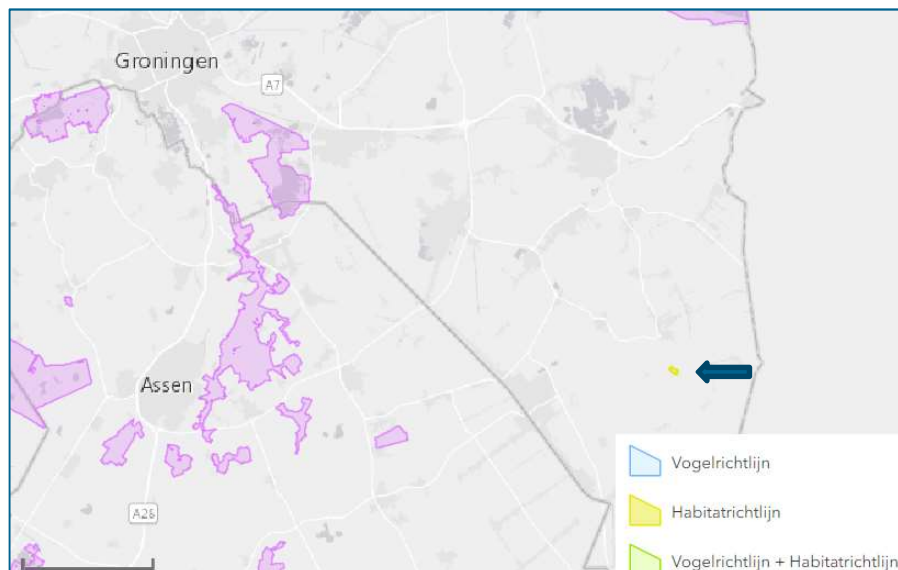 Groningen
A7
Assen
A28
Vogelrichtlijn
Habitatrichtlijn
Vogelrichtlijn + Habitatrichtlijn